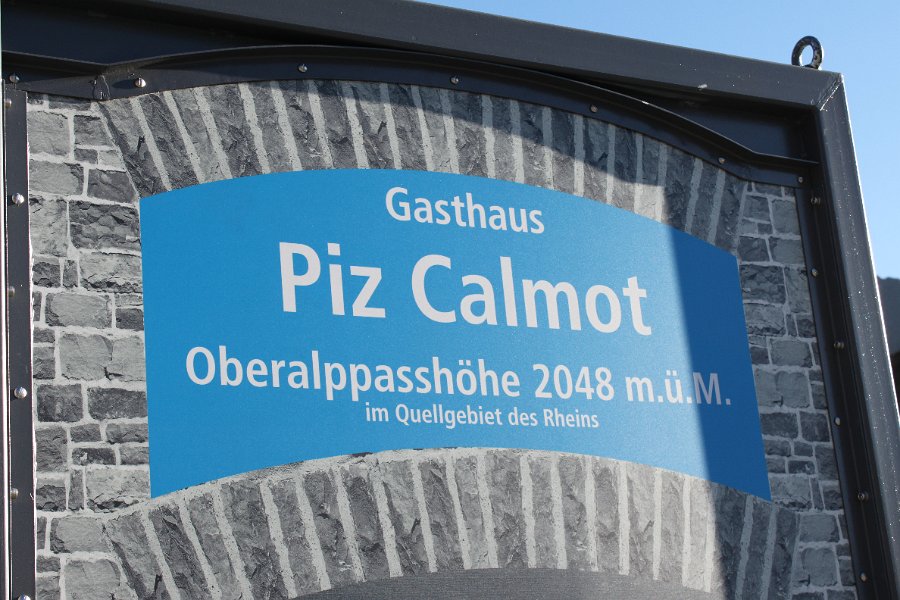 Gasthaus
Piz Calmot
Oberalppasshöhe 2048 m.ü.M.
im Quellgebiet des Rheins